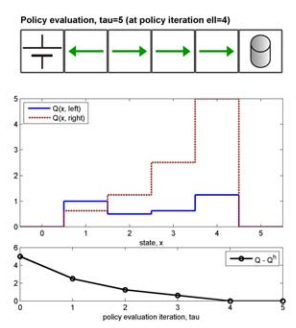 Policy evaluation, tau=5 (at policy iteration ell=4)
5
Q(x, left)
Q(x, right)
4
3
2
1
0
0 1 2 3 4 5
state, x
6
Q - Q^h
4
2
0
0 1 2 3 4 5
policy evaluation iteration, tau